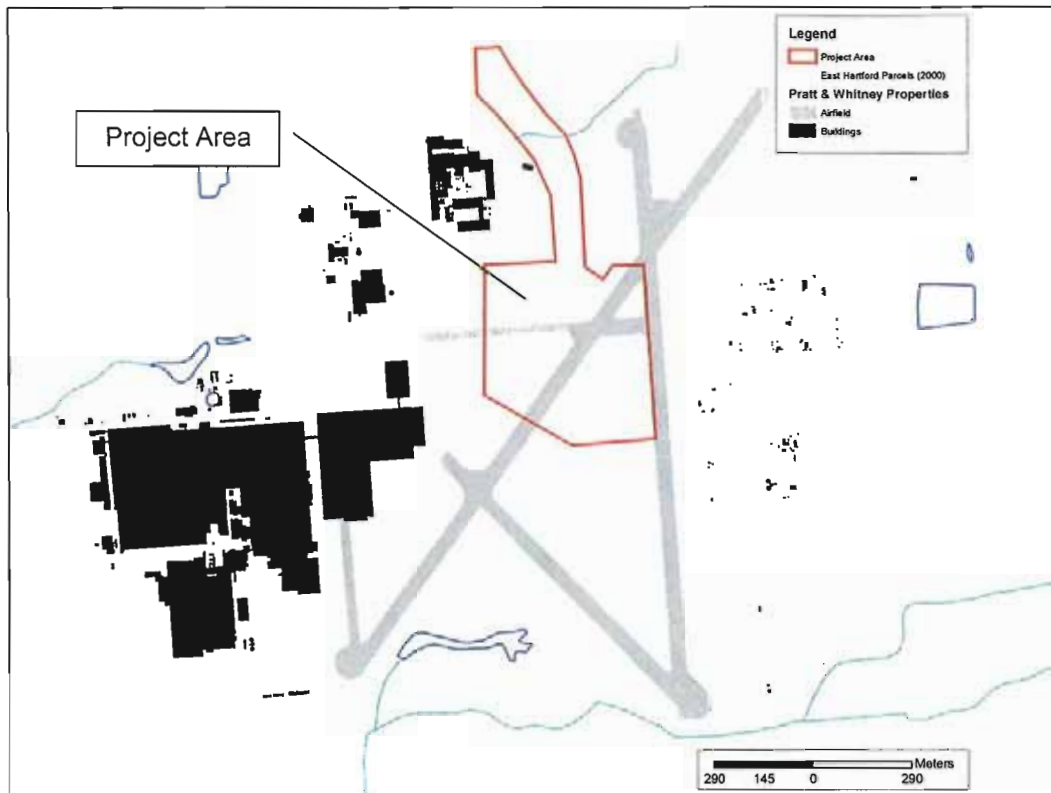 Legend
Project Area
East Hartford Parcels (2000)
Pratt & Whitney Properties
Airfield
Buildings
Project Area
Meters
290 145 0 290